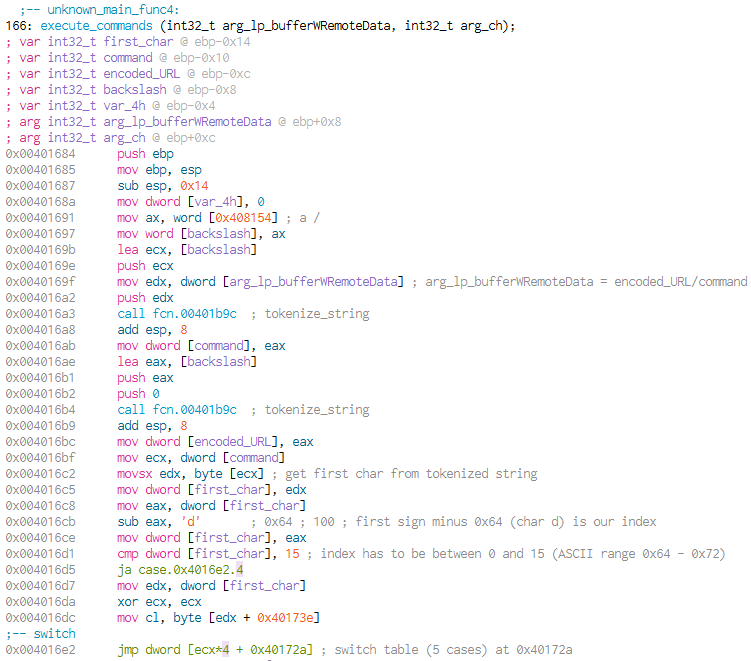 ;-- unknown_main_func4:
166: execute_commands (int32_t arg_lp_bufferWRemoteData, int32_t arg_ch);
; var int32_t first_char @ ebp-0x14
; var int32_t command @ ebp-0x10
; var int32_t encoded_URL @ ebp-0xc
; var int32_t backslash @ ebp-0x8
; var int32_t var_4h @ ebp-0x4
; arg int32_t arg_lp_bufferWRemoteData @ ebp+0x8
; arg int32_t arg_ch @ ebp+0xc
0x00401684 push ebp
0x00401685 mov ebp, esp
0x00401687 sub esp, 0x14
0x0040168a mov dword [var_4h], 0
0x00401691 mov ax, word [0x408154] ; a /
0x00401697 mov word [backslash], ax
0x0040169b lea ecx, [backslash]
0x0040169e push ecx
0x0040169f mov edx, dword [arg_lp_bufferWRemoteData] ; arg_lp_bufferWRemoteData = encoded_URL/command
0x004016a2 push edx
0x004016a3 call fcn.00401b9c ; tokenize_string
0x004016a8 add esp, 8
0x004016ab mov dword [command], eax
0x004016ae lea eax, [backslash]
0x004016b1 push eax
0x004016b2 push 0
0x004016b4 call fcn.00401b9c ; tokenize_string
0x004016b9 add esp, 8
0x004016bc mov dword [encoded_URL], eax
0x004016bf mov ecx, dword [command]
0x004016c2 movsx edx, byte [ecx] ; get first char from tokenized string
0x004016c5 mov dword [first_char], edx
0x004016c8 mov eax, dword [first_char]
0x004016cb sub eax, 'd' ; 0x64 ; 100 ; first sign minus 0x64 (char d) is our index
0x004016ce mov dword [first_char], eax
0x004016d1 cmp dword [first_char], 15 ; index has to be between 0 and 15 (ASCII range 0x64 - 0x72)
0x004016d5 ja case.0x4016e2.4
0x004016d7 mov edx, dword [first_char]
0x004016da xor ecx, ecx
0x004016dc mov cl, byte [edx + 0x40173e]
;-- switch
0x004016e2 jmp dword [ecx*4 + 0x40172a] ; switch table (5 cases) at 0x40172a